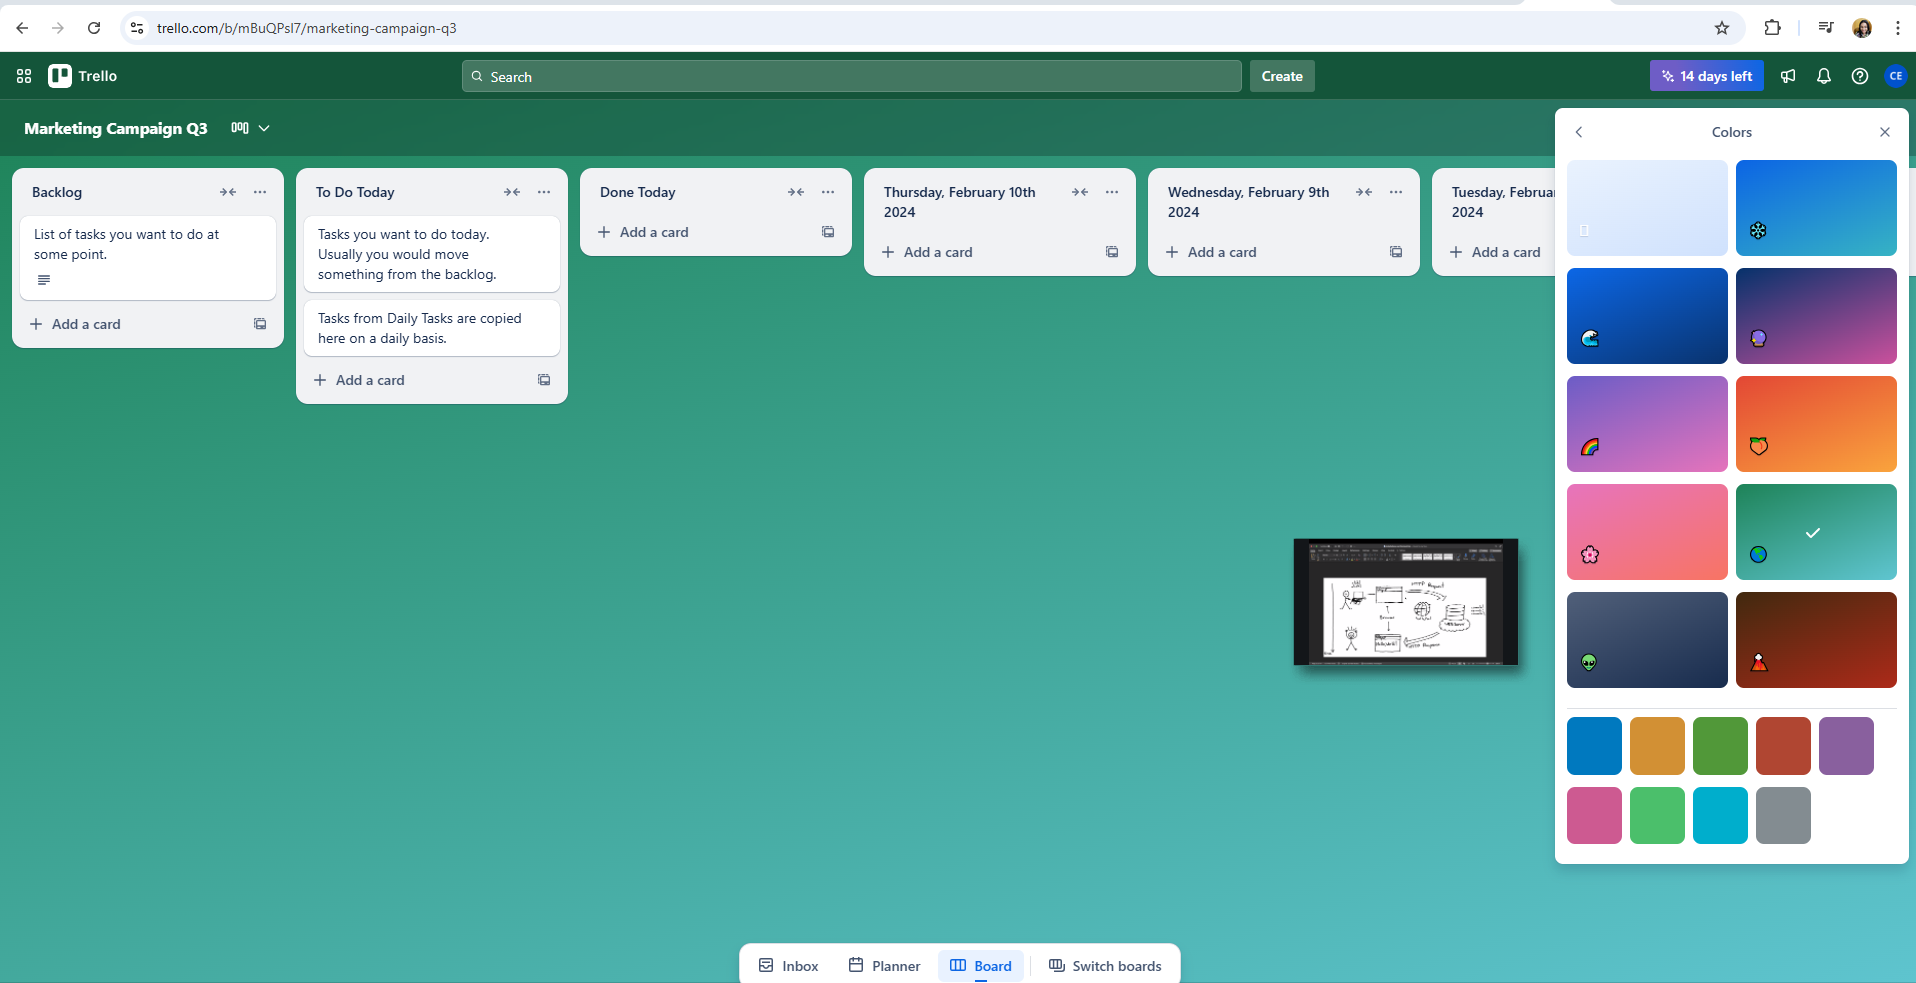 trello.com/b/mBuQPsI7/marketing-campaign-q3
Trello
Search
Create
14 days left
CE
Marketing Campaign Q3
Backlog
List of tasks you want to do at
some point.
Add a card
To Do Today
Tasks you want to do today.
Usually you would move
something from the backlog.
Tasks from Daily Tasks are copied
here on a daily basis.
Add a card
Done Today
Add a card
Thursday, February 10th
2024
Add a card
Wednesday, February 9th
2024
Add a card
Tuesday, Februa
2024
Add a card
Colors
Inbox
Planner
Board
Switch boards